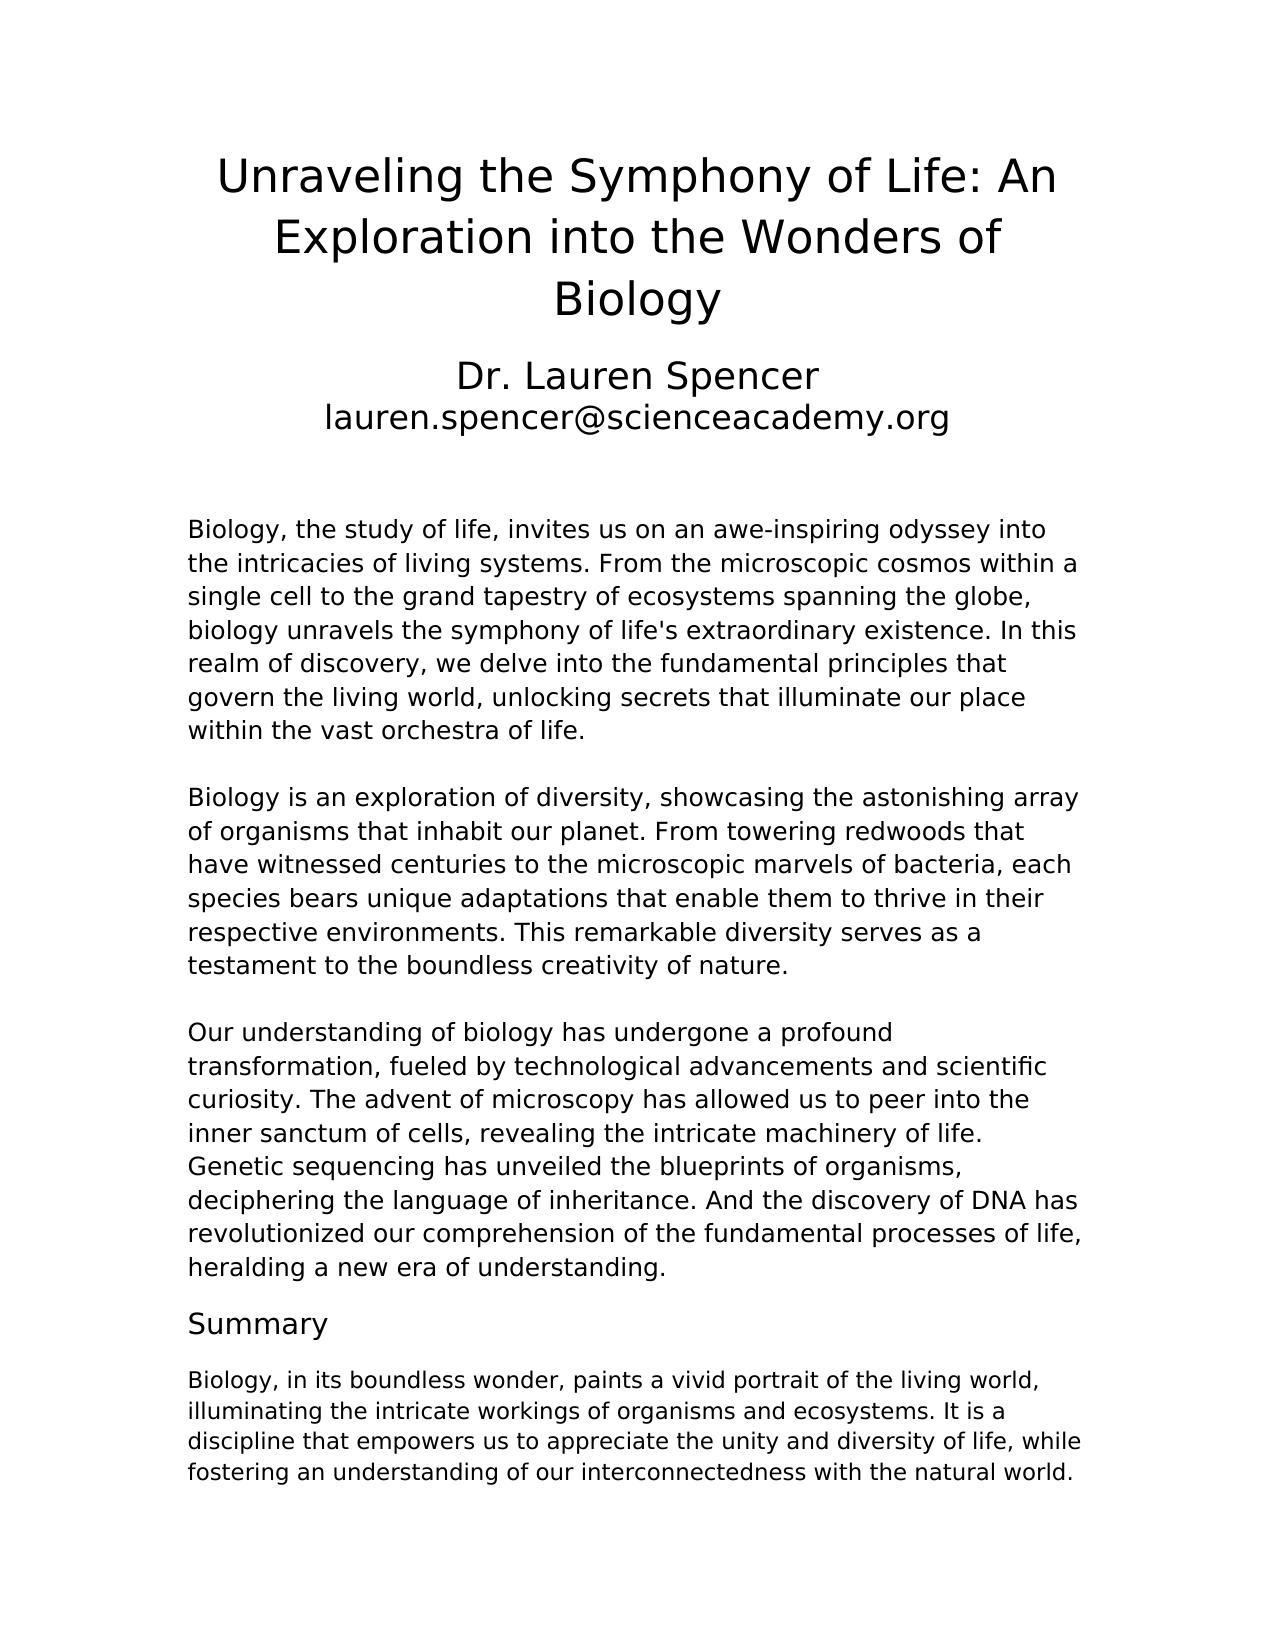 Unraveling the Symphony of Life: An
Exploration into the Wonders of
Biology
Dr. Lauren Spencer
lauren.spencer@scienceacademy.org
Biology, the study of life, invites us on an awe-inspiring odyssey into
the intricacies of living systems. From the microscopic cosmos within a
single cell to the grand tapestry of ecosystems spanning the globe,
biology unravels the symphony of life's extraordinary existence. In this
realm of discovery, we delve into the fundamental principles that
govern the living world, unlocking secrets that illuminate our place
within the vast orchestra of life.
Biology is an exploration of diversity, showcasing the astonishing array
of organisms that inhabit our planet. From towering redwoods that
have witnessed centuries to the microscopic marvels of bacteria, each
species bears unique adaptations that enable them to thrive in their
respective environments. This remarkable diversity serves as a
testament to the boundless creativity of nature.
Our understanding of biology has undergone a profound
transformation, fueled by technological advancements and scientific
curiosity. The advent of microscopy has allowed us to peer into the
inner sanctum of cells, revealing the intricate machinery of life.
Genetic sequencing has unveiled the blueprints of organisms,
deciphering the language of inheritance. And the discovery of DNA has
revolutionized our comprehension of the fundamental processes of life,
heralding a new era of understanding.
Summary
Biology, in its boundless wonder, paints a vivid portrait of the living world,
illuminating the intricate workings of organisms and ecosystems. It is a
discipline that empowers us to appreciate the unity and diversity of life, while
fostering an understanding of our interconnectedness with the natural world.